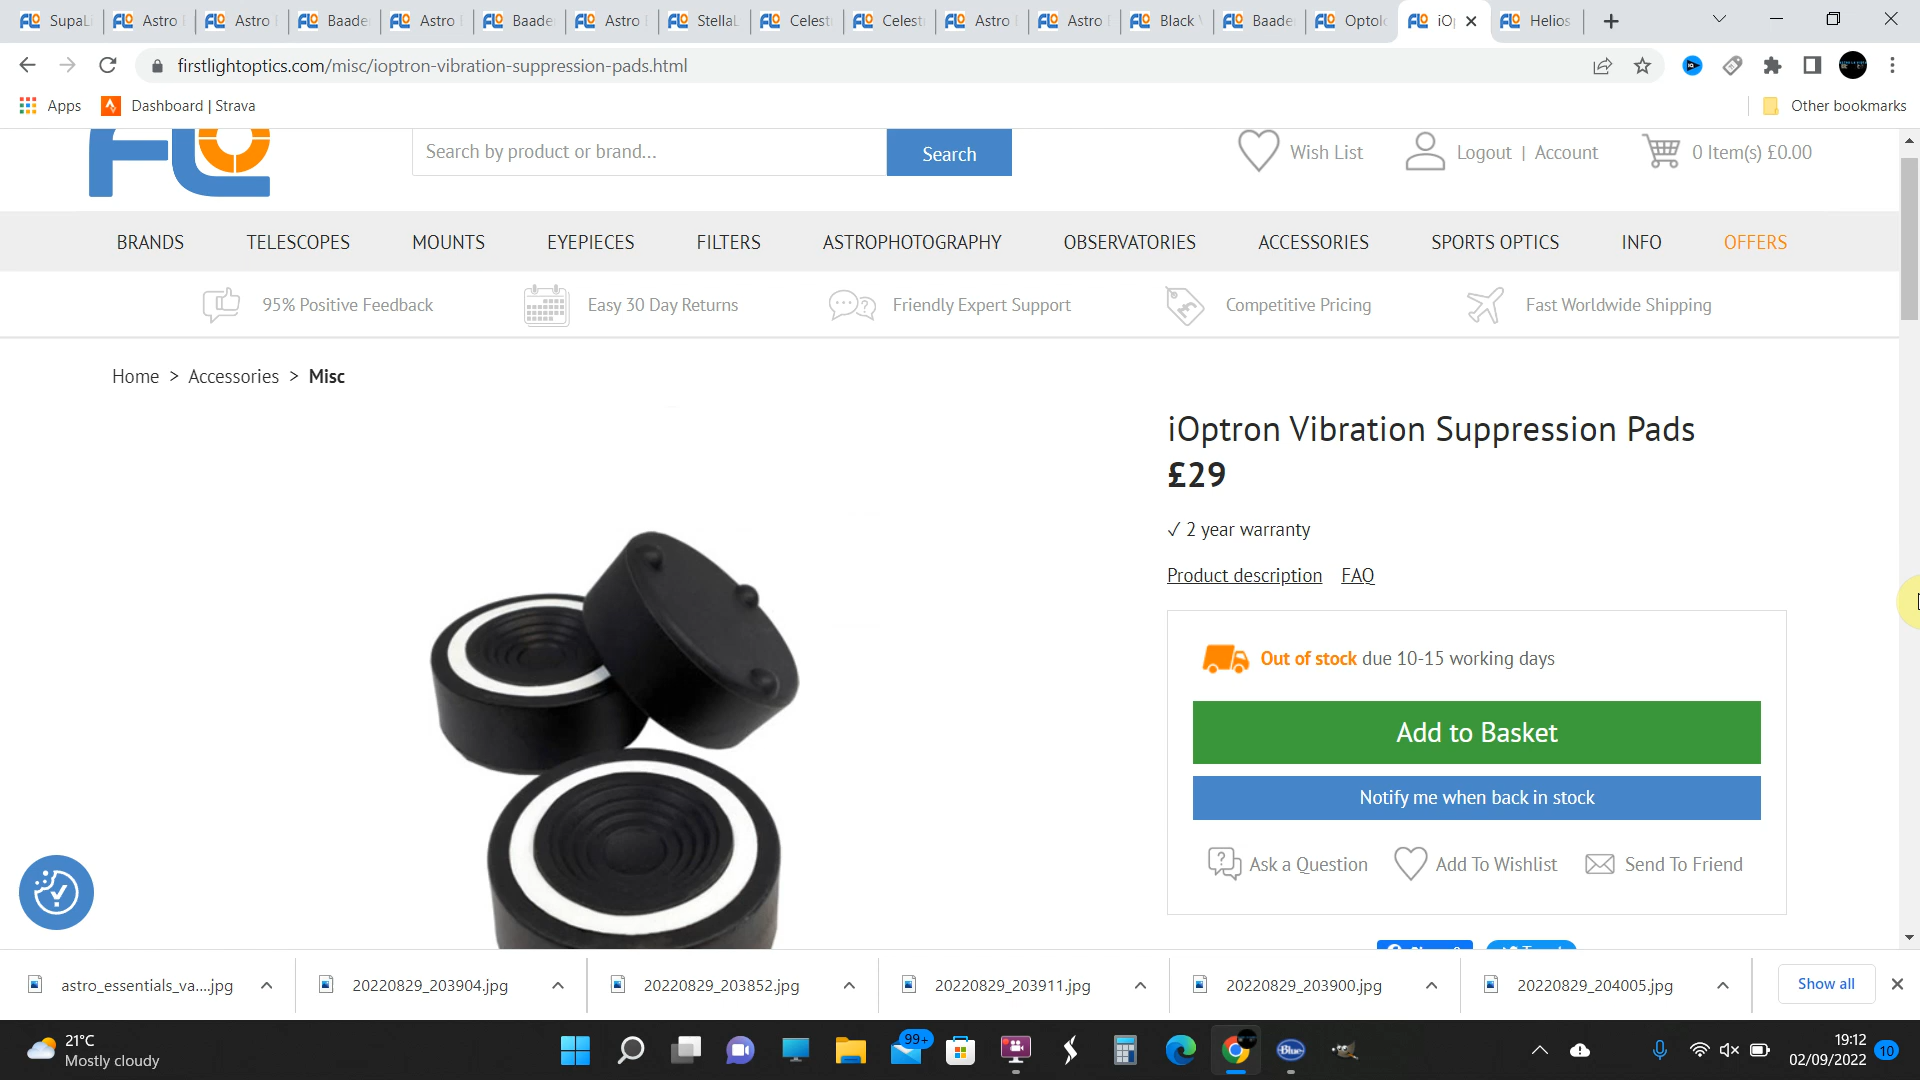 SupaLi Astro Astro Baade Astro Baade Astro StellaL Celest Celest Astro Astro Black Baade Optol iO Helios
firstlightoptics.com/misc/ioptron-vibration-suppression-pads.html
Apps Dashboard | Strava Other bookmarks
FLO
Search by product or brand... Search Wish List Logout | Account 0 Item(s) £0.00
BRANDS TELESCOPES MOUNTS EYEPIECES FILTERS ASTROPHOTOGRAPHY OBSERVATORIES ACCESSORIES SPORTS OPTICS INFO OFFERS
95% Positive Feedback Easy 30 Day Returns Friendly Expert Support Competitive Pricing Fast Worldwide Shipping
Home > Accessories > Misc
iOptron Vibration Suppression Pads
£29
✓ 2 year warranty
Product description FAQ
Out of stock due 10-15 working days
Add to Basket
Notify me when back in stock
Ask a Question Add To Wishlist Send To Friend
astro_essentials_va....jpg 20220829_203904.jpg 20220829_203852.jpg 20220829_203911.jpg 20220829_203900.jpg 20220829_204005.jpg Show all
21°C
Mostly cloudy
99+
Blue
19:12
02/09/2022 10